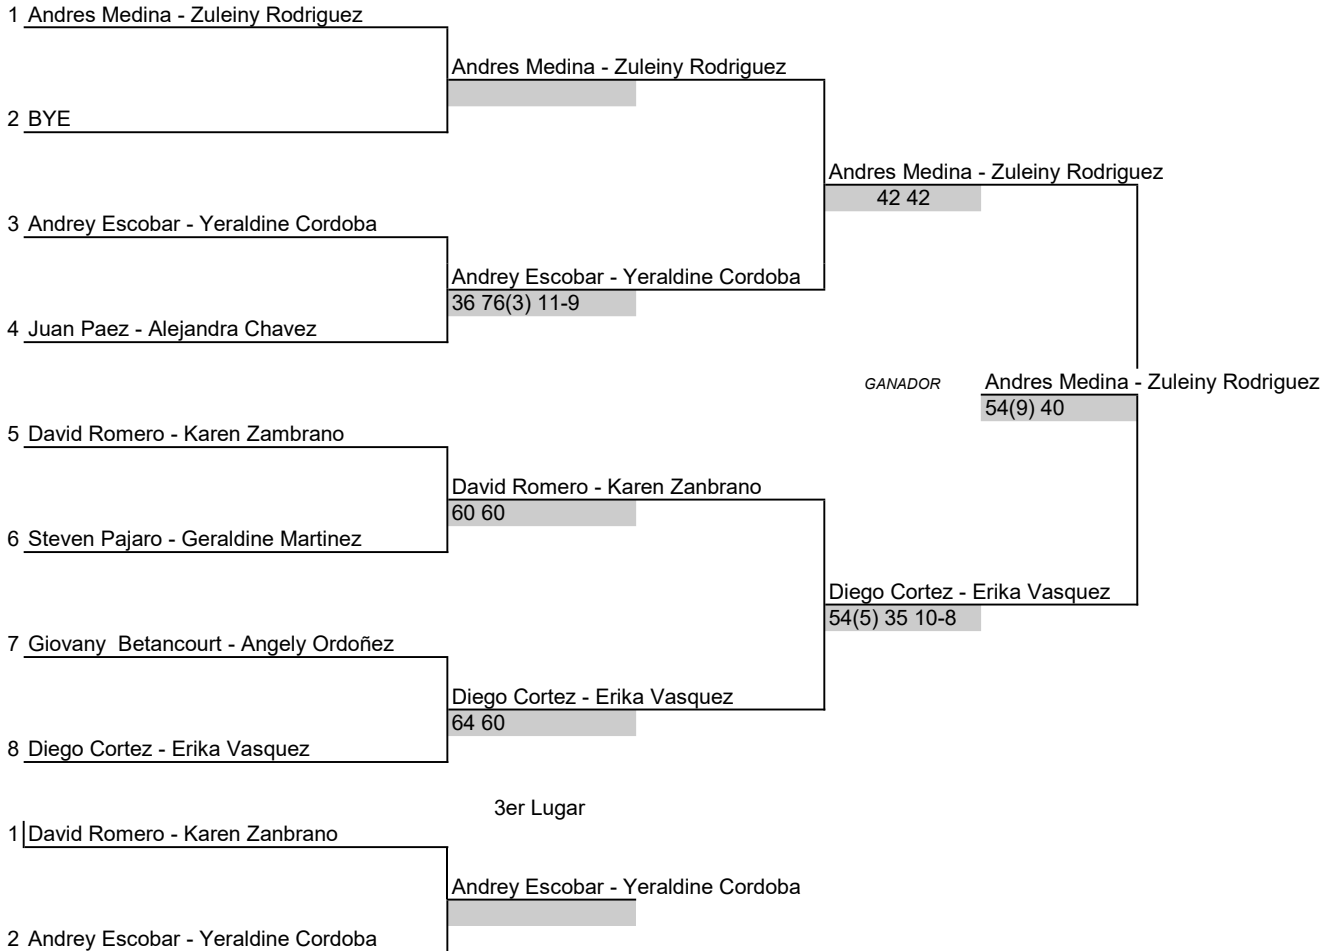 1 Andres Medina - Zuleiny Rodriguez
Andres Medina - Zuleiny Rodriguez
2 BYE
Andres Medina - Zuleiny Rodriguez
42 42
3 Andrey Escobar - Yeraldine Cordoba
Andrey Escobar - Yeraldine Cordoba
36 76(3) 11-9
4 Juan Paez - Alejandra Chavez
GANADOR Andres Medina - Zuleiny Rodriguez
54(9) 40
5 David Romero - Karen Zambrano
David Romero - Karen Zanbrano
60 60
6 Steven Pajaro - Geraldine Martinez
Diego Cortez - Erika Vasquez
54(5) 35 10-8
7 Giovany  Betancourt - Angely Ordoñez
Diego Cortez - Erika Vasquez
64 60
8 Diego Cortez - Erika Vasquez
3er Lugar
1 David Romero - Karen Zanbrano
Andrey Escobar - Yeraldine Cordoba
2 Andrey Escobar - Yeraldine Cordoba